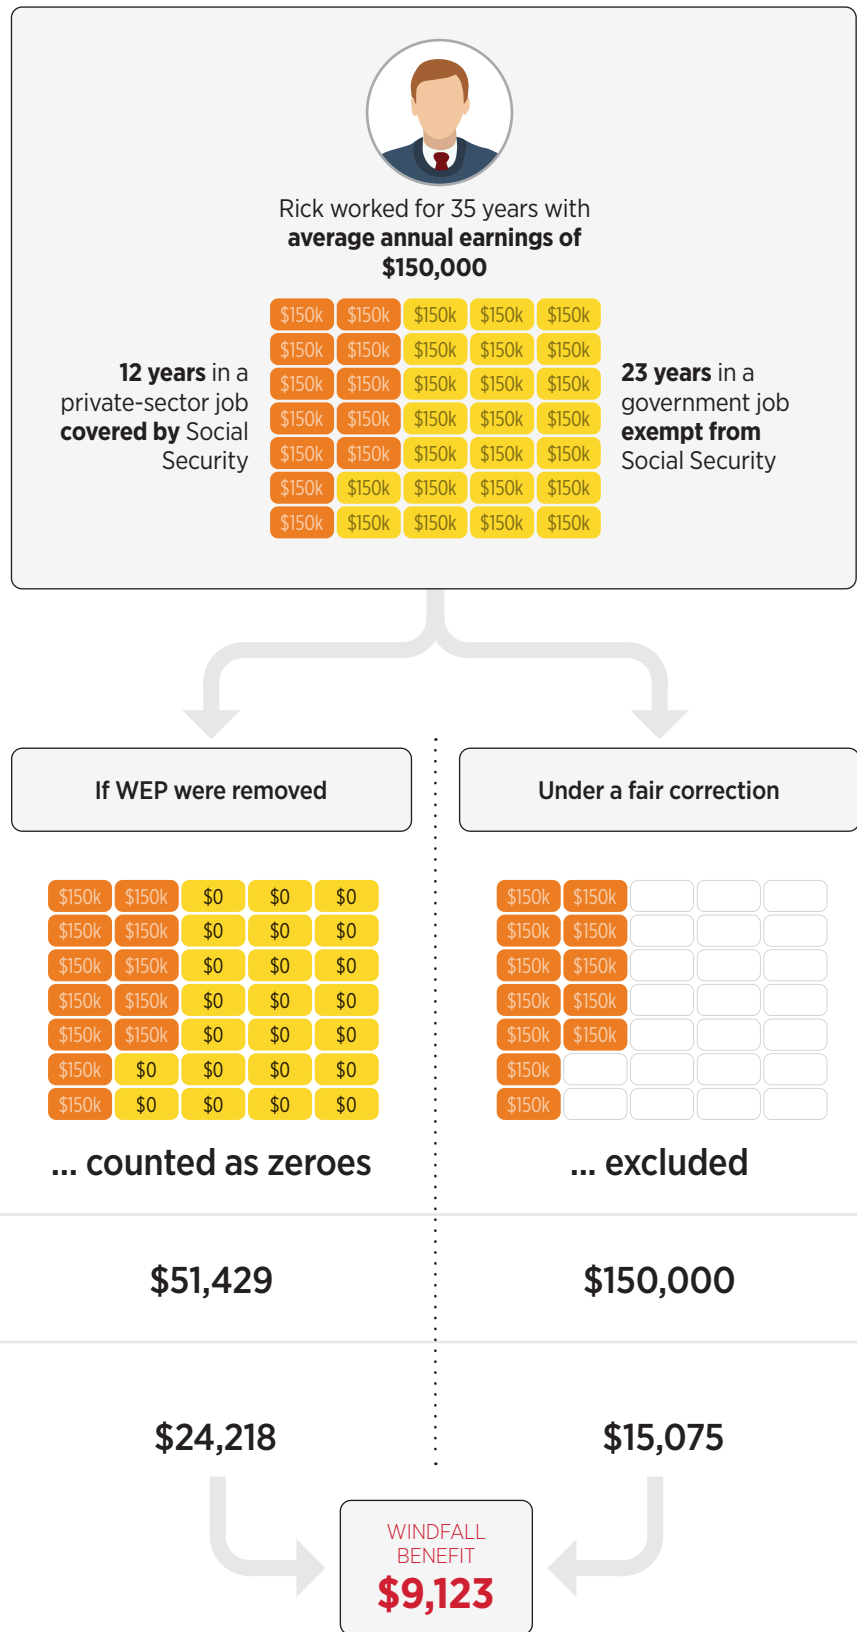 Rick worked for 35 years with
average annual earnings of
$150,000
12 years in a
private-sector job
covered by Social
Security
$150k $150k $150k $150k $150k
$150k $150k $150k $150k $150k
$150k $150k $150k $150k $150k
$150k $150k $150k $150k $150k
$150k $150k $150k $150k $150k
$150k $150k $150k $150k $150k
$150k $150k $150k $150k $150k
23 years in a
government job
exempt from
Social Security
If WEP were removed
$150k $150k $0 $0 $0
$150k $150k $0 $0 $0
$150k $150k $0 $0 $0
$150k $150k $0 $0 $0
$150k $150k $0 $0 $0
$150k $0 $0 $0 $0
$150k $0 $0 $0 $0
... counted as zeroes
$51,429
$24,218
Under a fair correction
$150k $150k
$150k $150k
$150k $150k
$150k $150k
$150k $150k
$150k
$150k
... excluded
$150,000
$15,075
WINDFALL
BENEFIT
$9,123